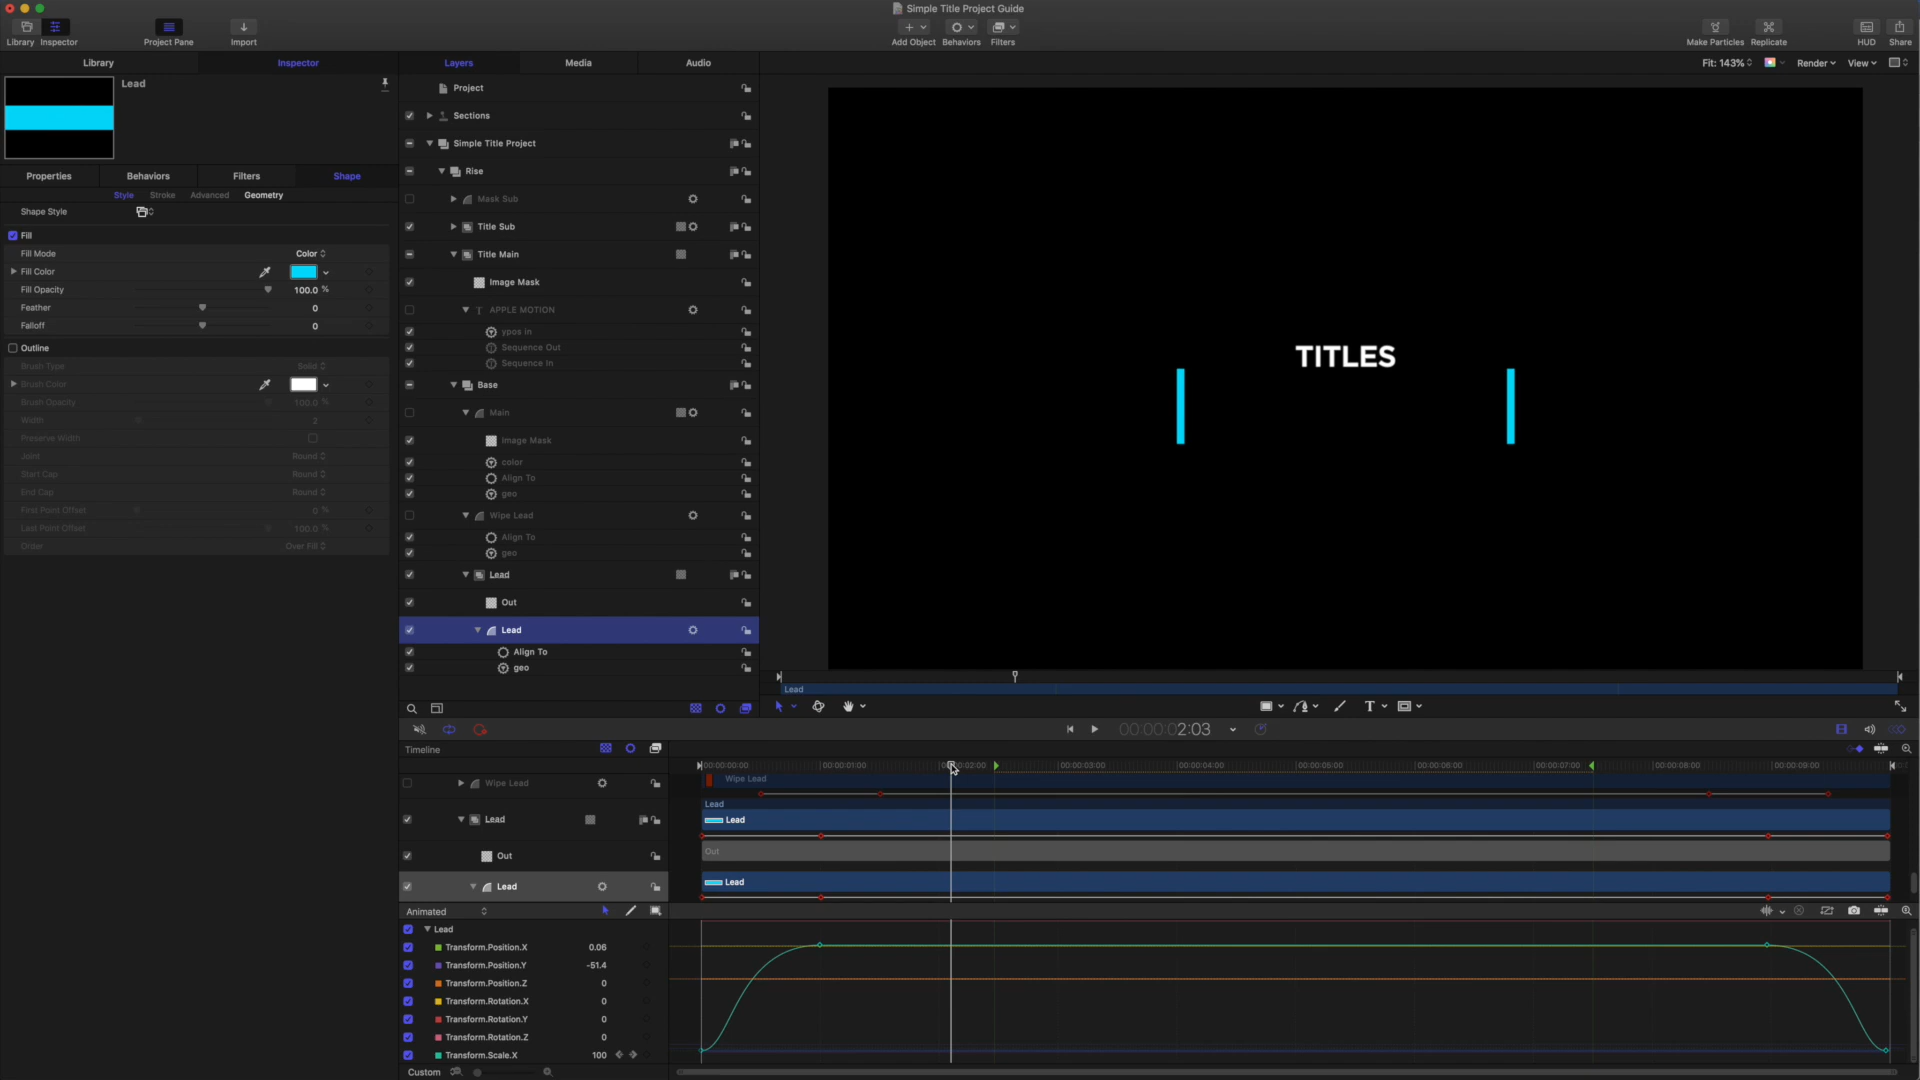 Simple Title Project Guide
Library Inspector Project Pane Import Add Object Behaviors Filters Make Particles Replicate HUD Share
Library Inspector Layers Media Audio Fit: 143% Render View
Lead
Project
Sections
Simple Title Project
Properties Behaviors Filters Shape
Rise
Style Stroke Advanced Geometry
Mask Sub
Shape Style
Title Sub
Fill
Fill Mode Color
Title Main
Fill Color
Image Mask
Fill Opacity 100.0 %
Feather 0
APPLE MOTION
Falloff 0
ypos in
Outline
Sequence Out
Brush Type Solid
Sequence In
Brush Color
Base
Brush Opacity 100.0 %
Main
Width 2
Preserve Width
Image Mask
Joint Round
color
Start Cap Round
Align To
End Cap Round
geo
First Point Offset 0 %
Wipe Lead
Last Point Offset 100.0 %
Align To
Order Over Fill
geo
Lead
Out
Lead
Align To
geo
TITLES
Lead
T
00:00:00:02:03
Timeline
00:00:00:00 00:00:01:00 00:00:02:00 00:00:03:00 00:00:04:00 00:00:05:00 00:00:06:00 00:00:07:00 00:00:08:00 00:00:09:00
Wipe Lead Wipe Lead
Lead
Lead Lead
Out Out
Lead Lead
Animated
Lead
Transform.Position.X 0.06
Transform.Position.Y -51.4
Transform.Position.Z 0
Transform.Rotation.X 0
Transform.Rotation.Y 0
Transform.Rotation.Z 0
Transform.Scale.X 100
Custom